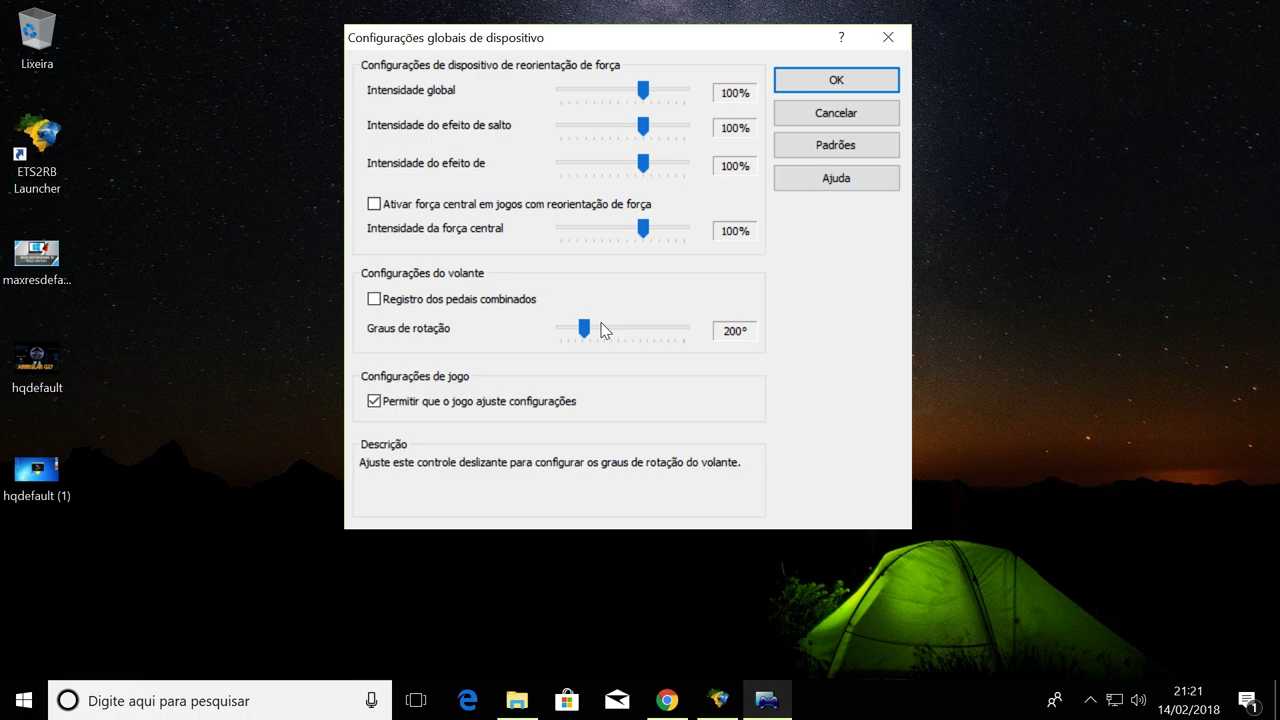 Lixeira
ETS2RB
Launcher
maxresdefa...
hqdefault
hqdefault (1)
Configurações globais de dispositivo
?
Configurações de dispositivo de reorientação de força
Intensidade global
100%
Intensidade do efeito de salto
100%
Intensidade do efeito de
100%
Ativar força central em jogos com reorientação de força
Intensidade da força central
100%
Configurações do volante
Registro dos pedais combinados
Graus de rotação
200°
Configurações de jogo
Permitir que o jogo ajuste configurações
Descrição
Ajuste este controle deslizante para configurar os graus de rotação do volante.
OK
Cancelar
Padrões
Ajuda
Digite aqui para pesquisar
21:21
14/02/2018
1